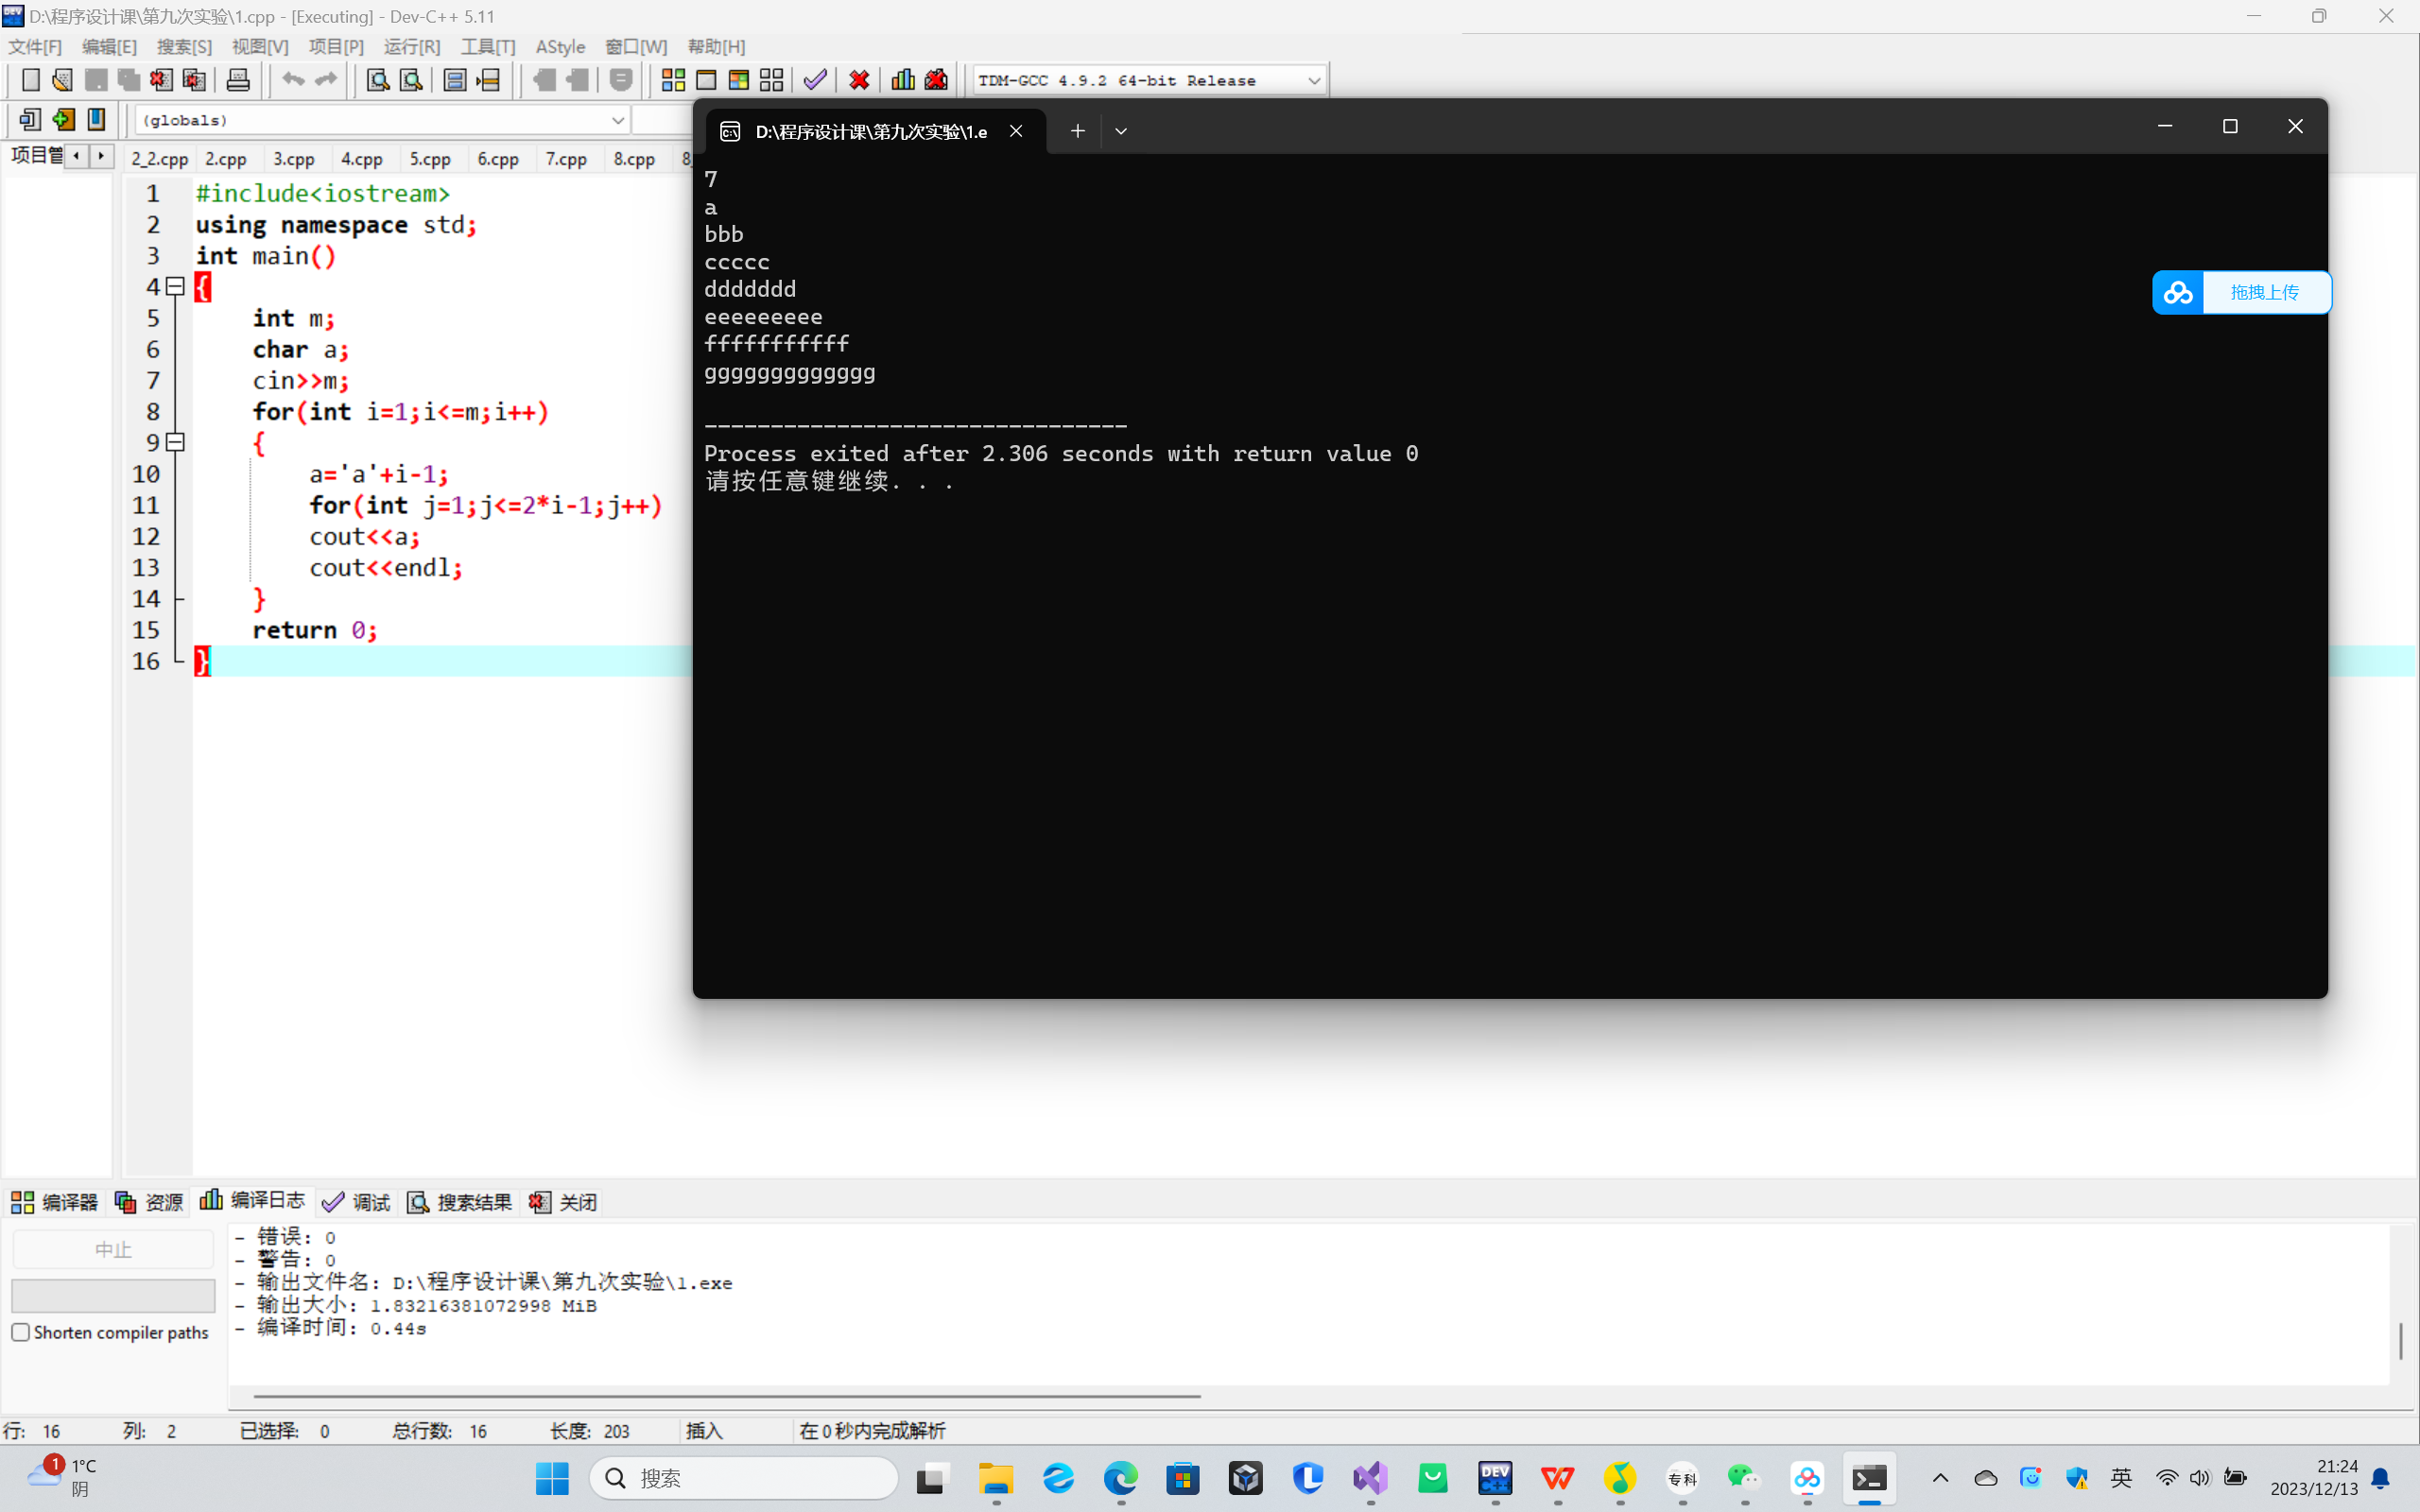 D:\程序设计课\第九次实验\1.cpp - [Executing] - Dev-C++ 5.11
文件[F] 编辑[E] 搜索[S] 视图[V] 项目[P] 运行[R] 工具[T] AStyle 窗口[W] 帮助[H]
TDM-GCC 4.9.2 64-bit Release
(globals)
项目管
2_2.cpp 2.cpp 3.cpp 4.cpp 5.cpp 6.cpp 7.cpp 8.cpp 8
1 #include<iostream>
2 using namespace std;
3 int main()
4 {
5 int m;
6 char a;
7 cin>>m;
8 for(int i=1;i<=m;i++)
9 {
10 a='a'+i-1;
11 for(int j=1;j<=2*i-1;j++)
12 cout<<a;
13 cout<<endl;
14 }
15 return 0;
16 }
D:\程序设计课\第九次实验\1.e
7
a
bbb
ccccc
ddddddd
eeeeeeeee
fffffffffff
ggggggggggggg
--------------------------------
Process exited after 2.306 seconds with return value 0
请按任意键继续. . .
拖拽上传
编译器 资源 编译日志 调试 搜索结果 关闭
中止
Shorten compiler paths
- 错误: 0
- 警告: 0
- 输出文件名: D:\程序设计课\第九次实验\1.exe
- 输出大小: 1.83216381072998 MiB
- 编译时间: 0.44s
行: 16 列: 2 已选择: 0 总行数: 16 长度: 203 插入 在 0 秒内完成解析
1
1°C
阴
搜索
DEV C++
专科
英
21:24
2023/12/13